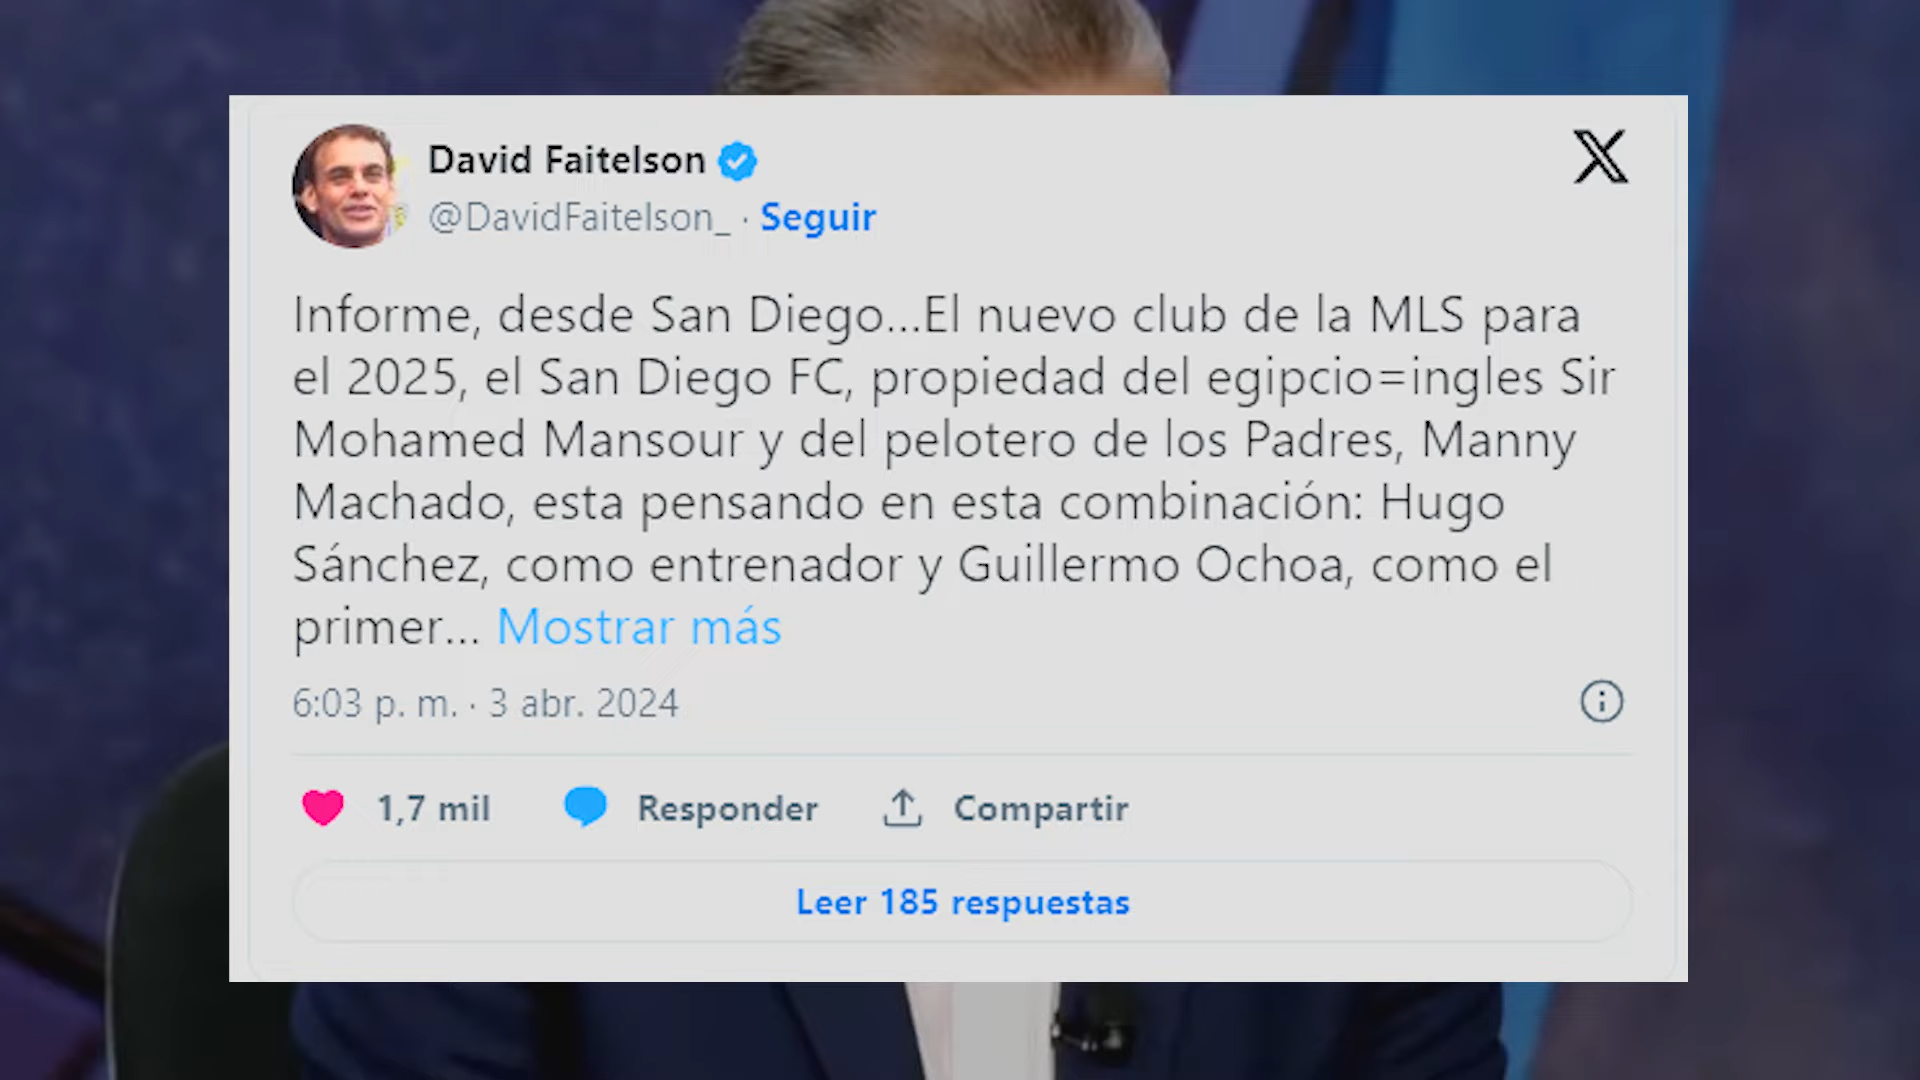 David Faitelson
@DavidFaitelson_ · Seguir
Informe, desde San Diego...El nuevo club de la MLS para
el 2025, el San Diego FC, propiedad del egipcio=ingles Sir
Mohamed Mansour y del pelotero de los Padres, Manny
Machado, esta pensando en esta combinación: Hugo
Sánchez, como entrenador y Guillermo Ochoa, como el
primer... Mostrar más
6:03 p. m. · 3 abr. 2024
1,7 mil Responder Compartir
Leer 185 respuestas